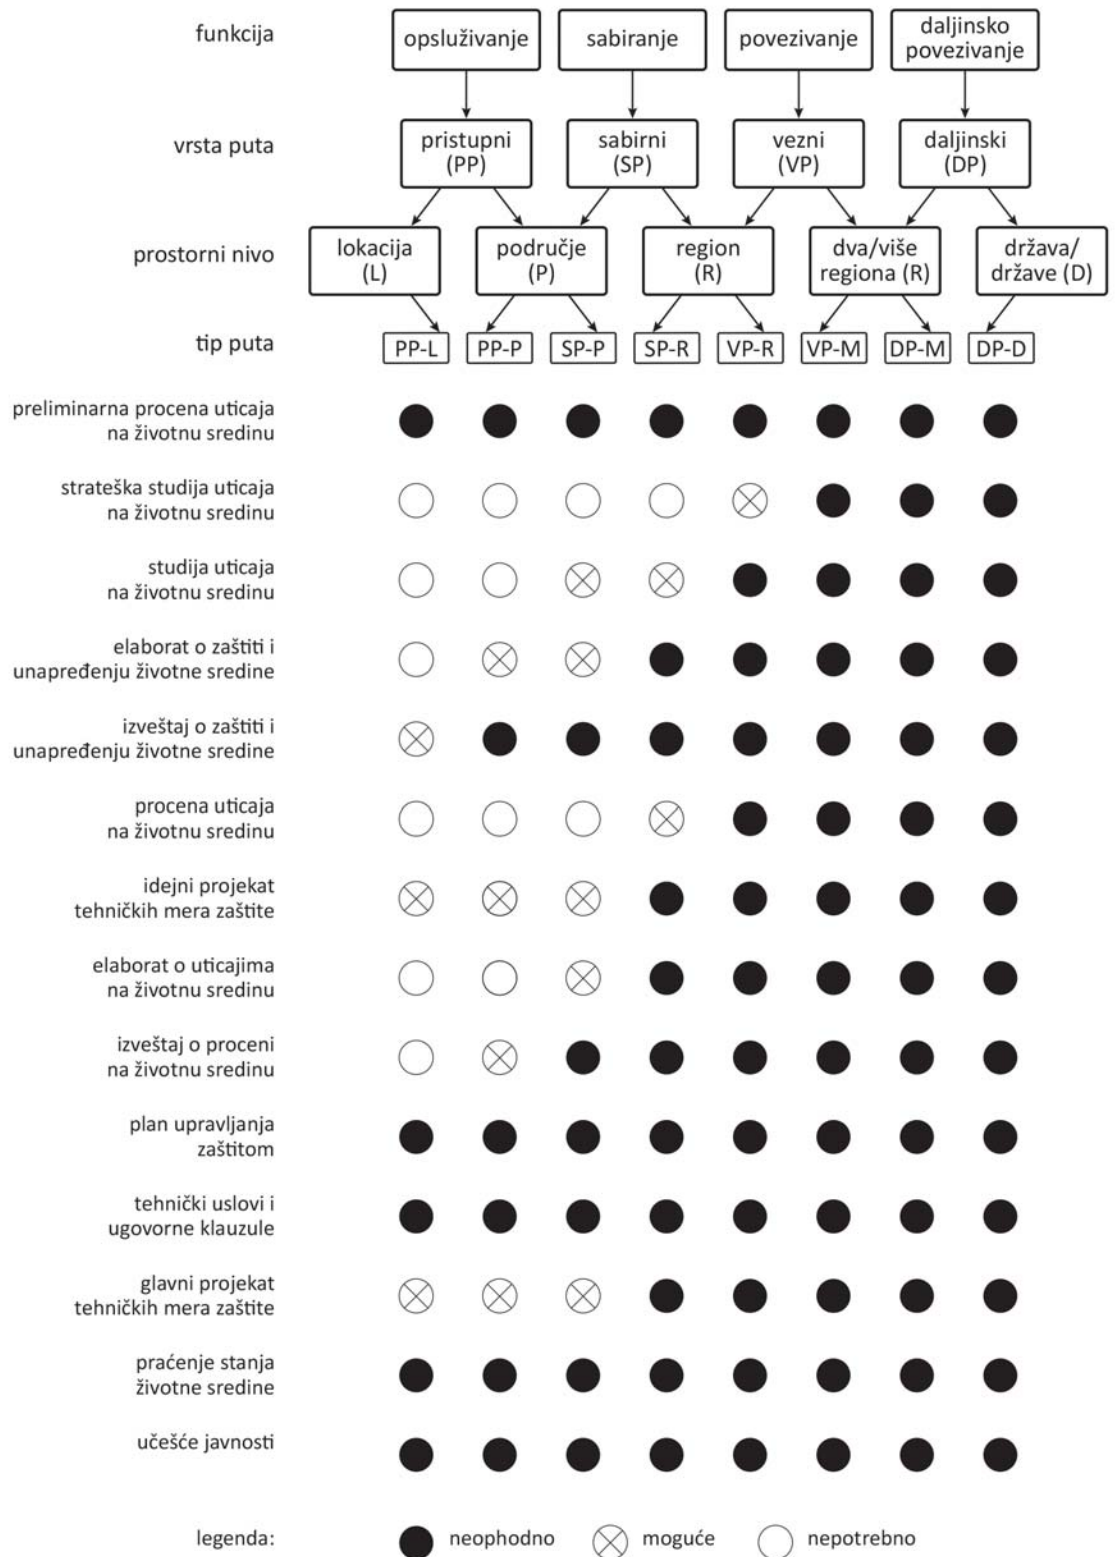 funkcija
opsluživanje
sabiranje
povezivanje
daljinsko
povezivanje
vrsta puta
pristupni
(PP)
sabirni
(SP)
vezni
(VP)
daljinski
(DP)
prostorni nivo
lokacija
(L)
područje
(P)
region
(R)
dva/više
regiona (R)
država/
države (D)
tip puta
PP-L
PP-P
SP-P
SP-R
VP-R
VP-M
DP-M
DP-D
preliminarna procena uticaja
na životnu sredinu
strateška studija uticaja
na životnu sredinu
studija uticaja
na životnu sredinu
elaborat o zaštiti i
unapređenju životne sredine
izveštaj o zaštiti i
unapređenju životne sredine
procena uticaja
na životnu sredinu
idejni projekat
tehničkih mera zaštite
elaborat o uticajima
na životnu sredinu
izveštaj o proceni
na životnu sredinu
plan upravljanja
zaštitom
tehnički uslovi i
ugovorne klauzule
glavni projekat
tehničkih mera zaštite
praćenje stanja
životne sredine
učešće javnosti
legenda:
neophodno
moguće
nepotrebno